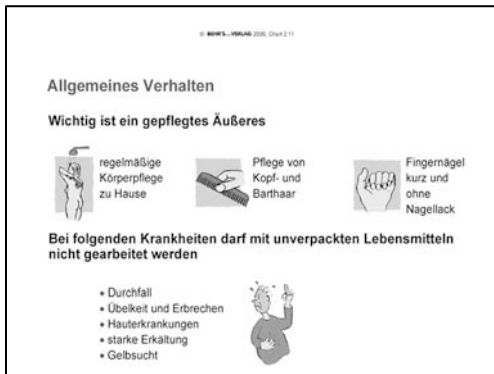 © BEHR'S...VERLAG 2005, Chart 2.11
Allgemeines Verhalten
Wichtig ist ein gepflegtes Äußeres
regelmäßige
Körperpflege
zu Hause
Pflege von
Kopf- und
Barthaar
Fingernägel
kurz und
ohne
Nagellack
Bei folgenden Krankheiten darf mit unverpackten Lebensmitteln
nicht gearbeitet werden
• Durchfall
• Übelkeit und Erbrechen
• Hauterkrankungen
• starke Erkältung
• Gelbsucht